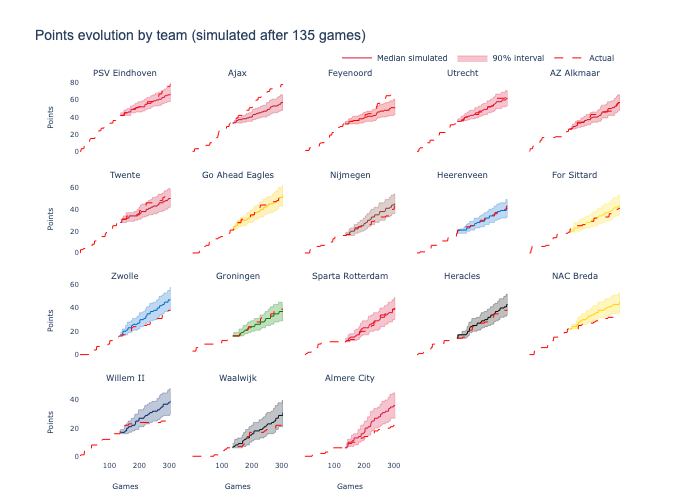 Points evolution by team (simulated after 135 games)
Median simulated 90% interval Actual
PSV Eindhoven Ajax Feyenoord Utrecht AZ Alkmaar
80
60
40
20
0
Points
Twente Go Ahead Eagles Nijmegen Heerenveen For Sittard
60
40
20
0
Points
Zwolle Groningen Sparta Rotterdam Heracles NAC Breda
60
40
20
0
Points
Willem II Waalwijk Almere City
40
20
0
Points
100 200 300 100 200 300 100 200 300
Games Games Games